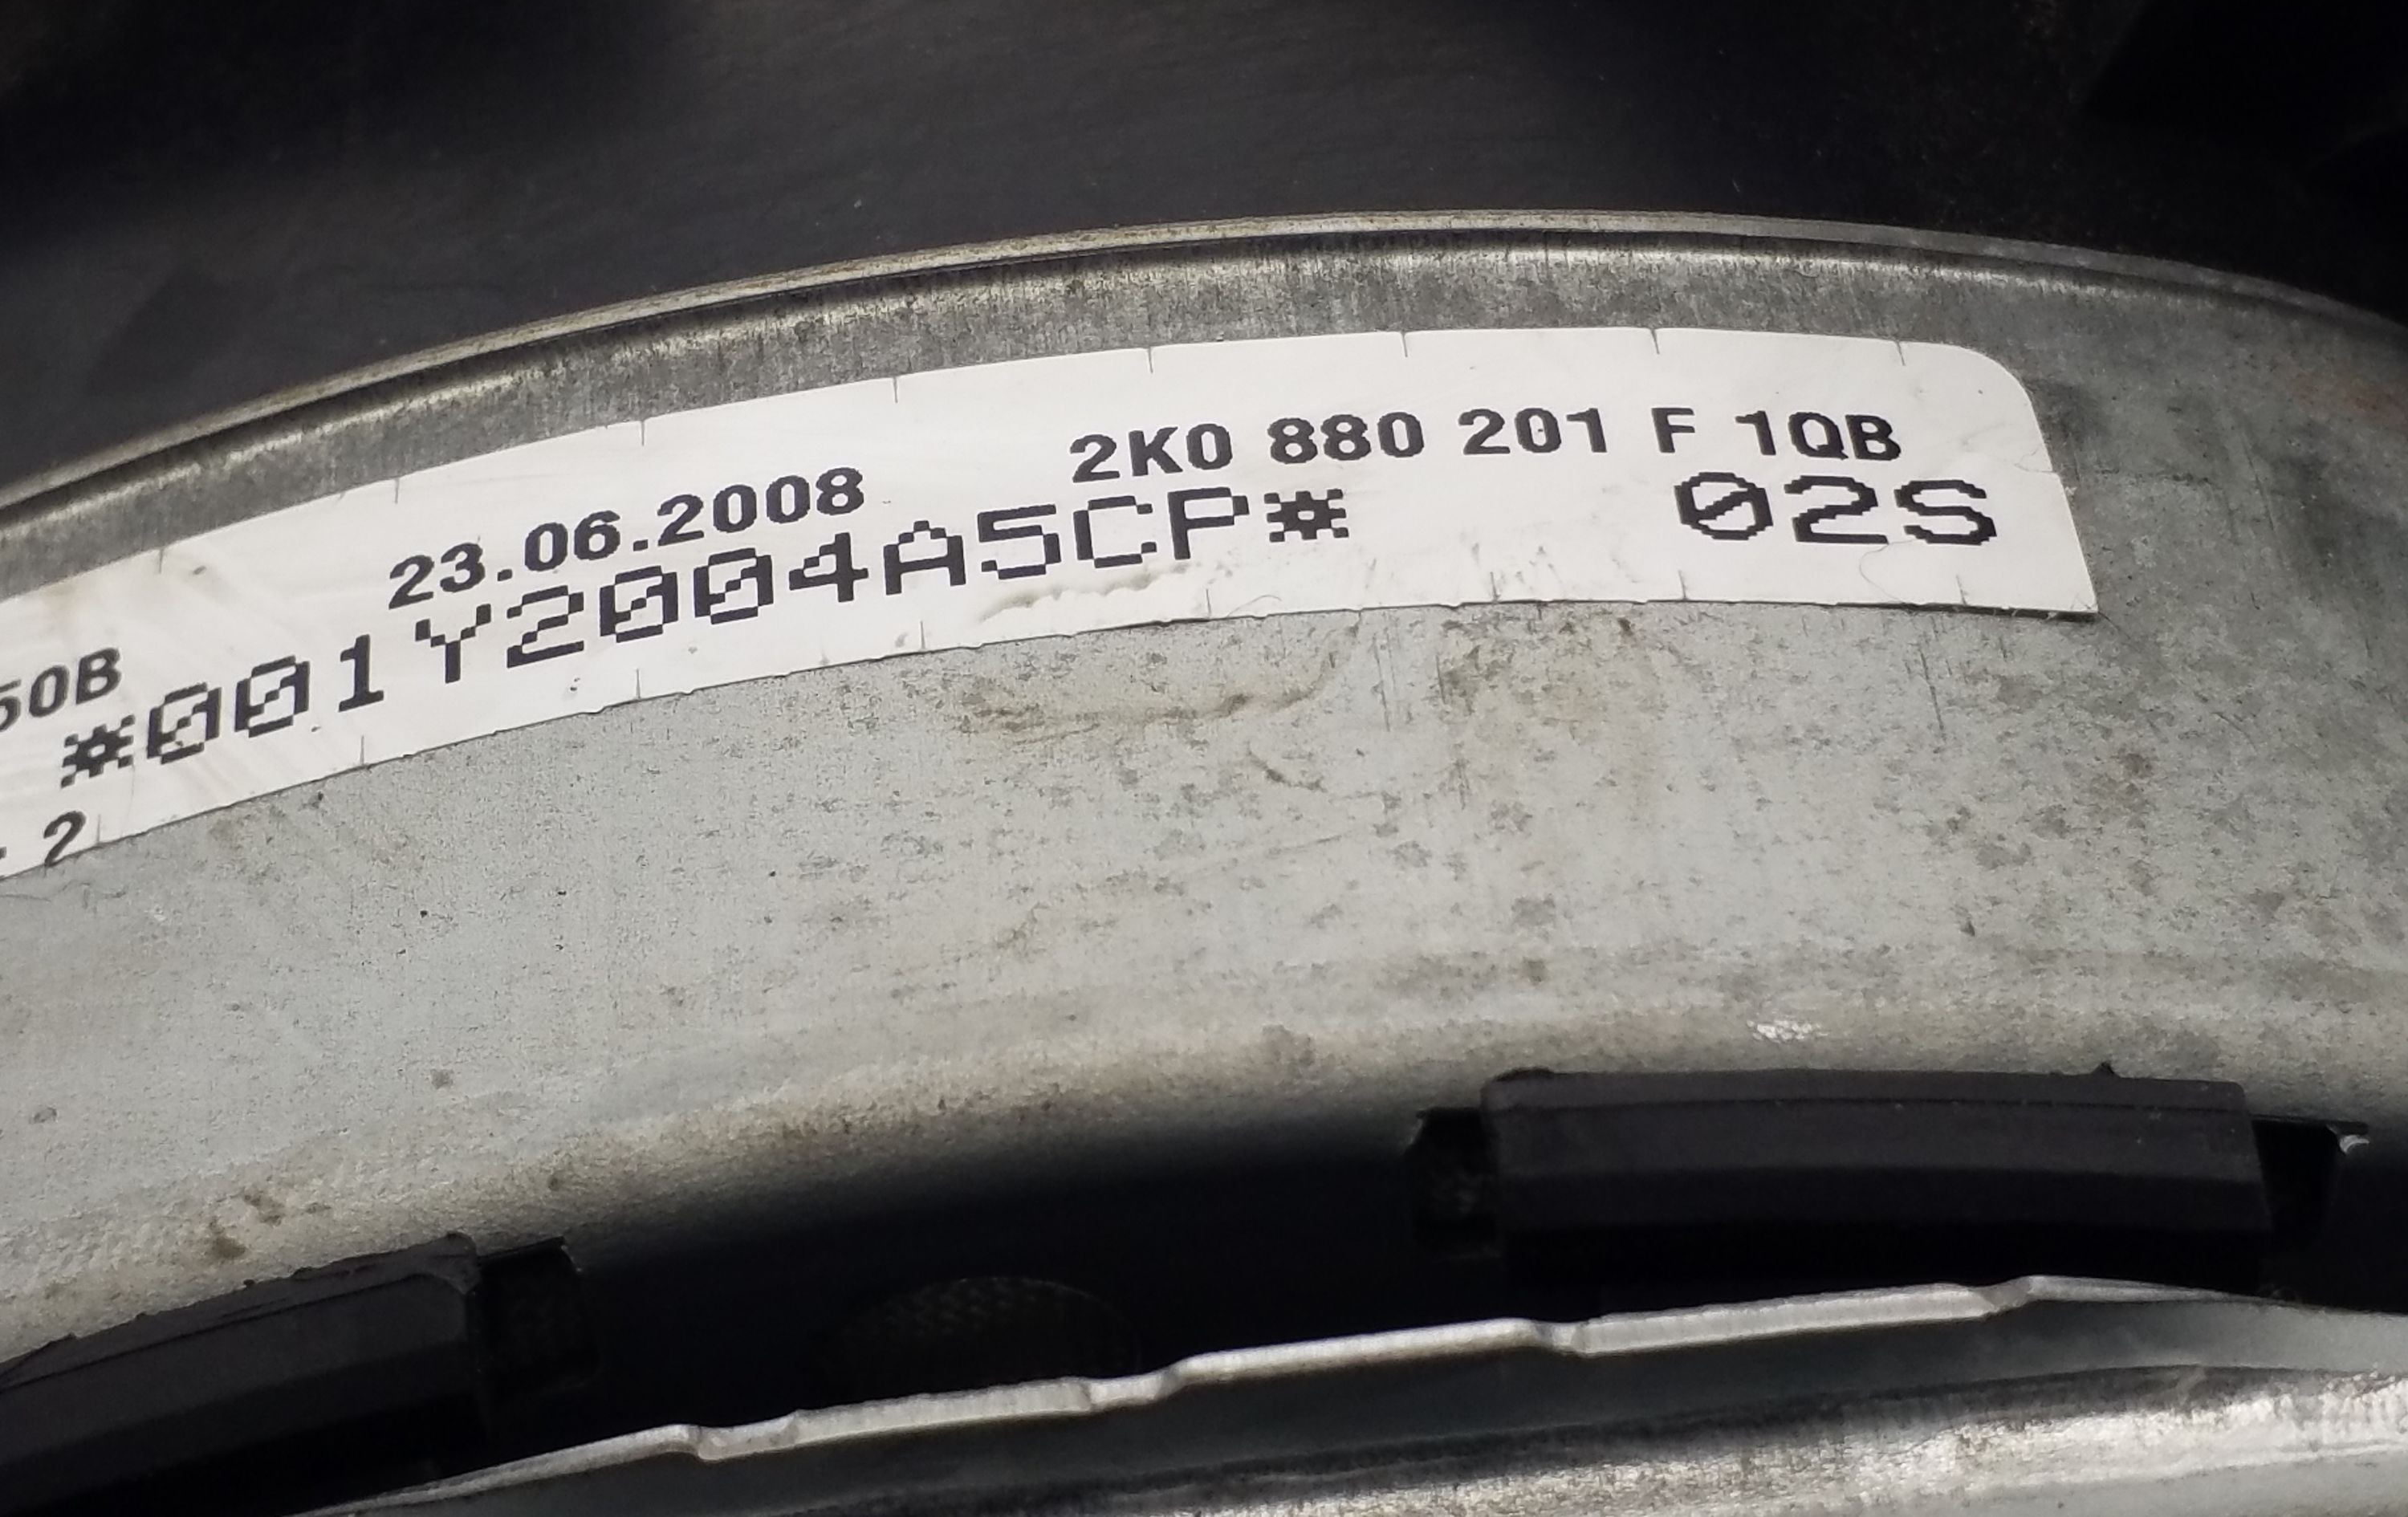 23.06.2008 2K0 880 201 F 1QB
50B
*001Y2004A5CP* 02S
2